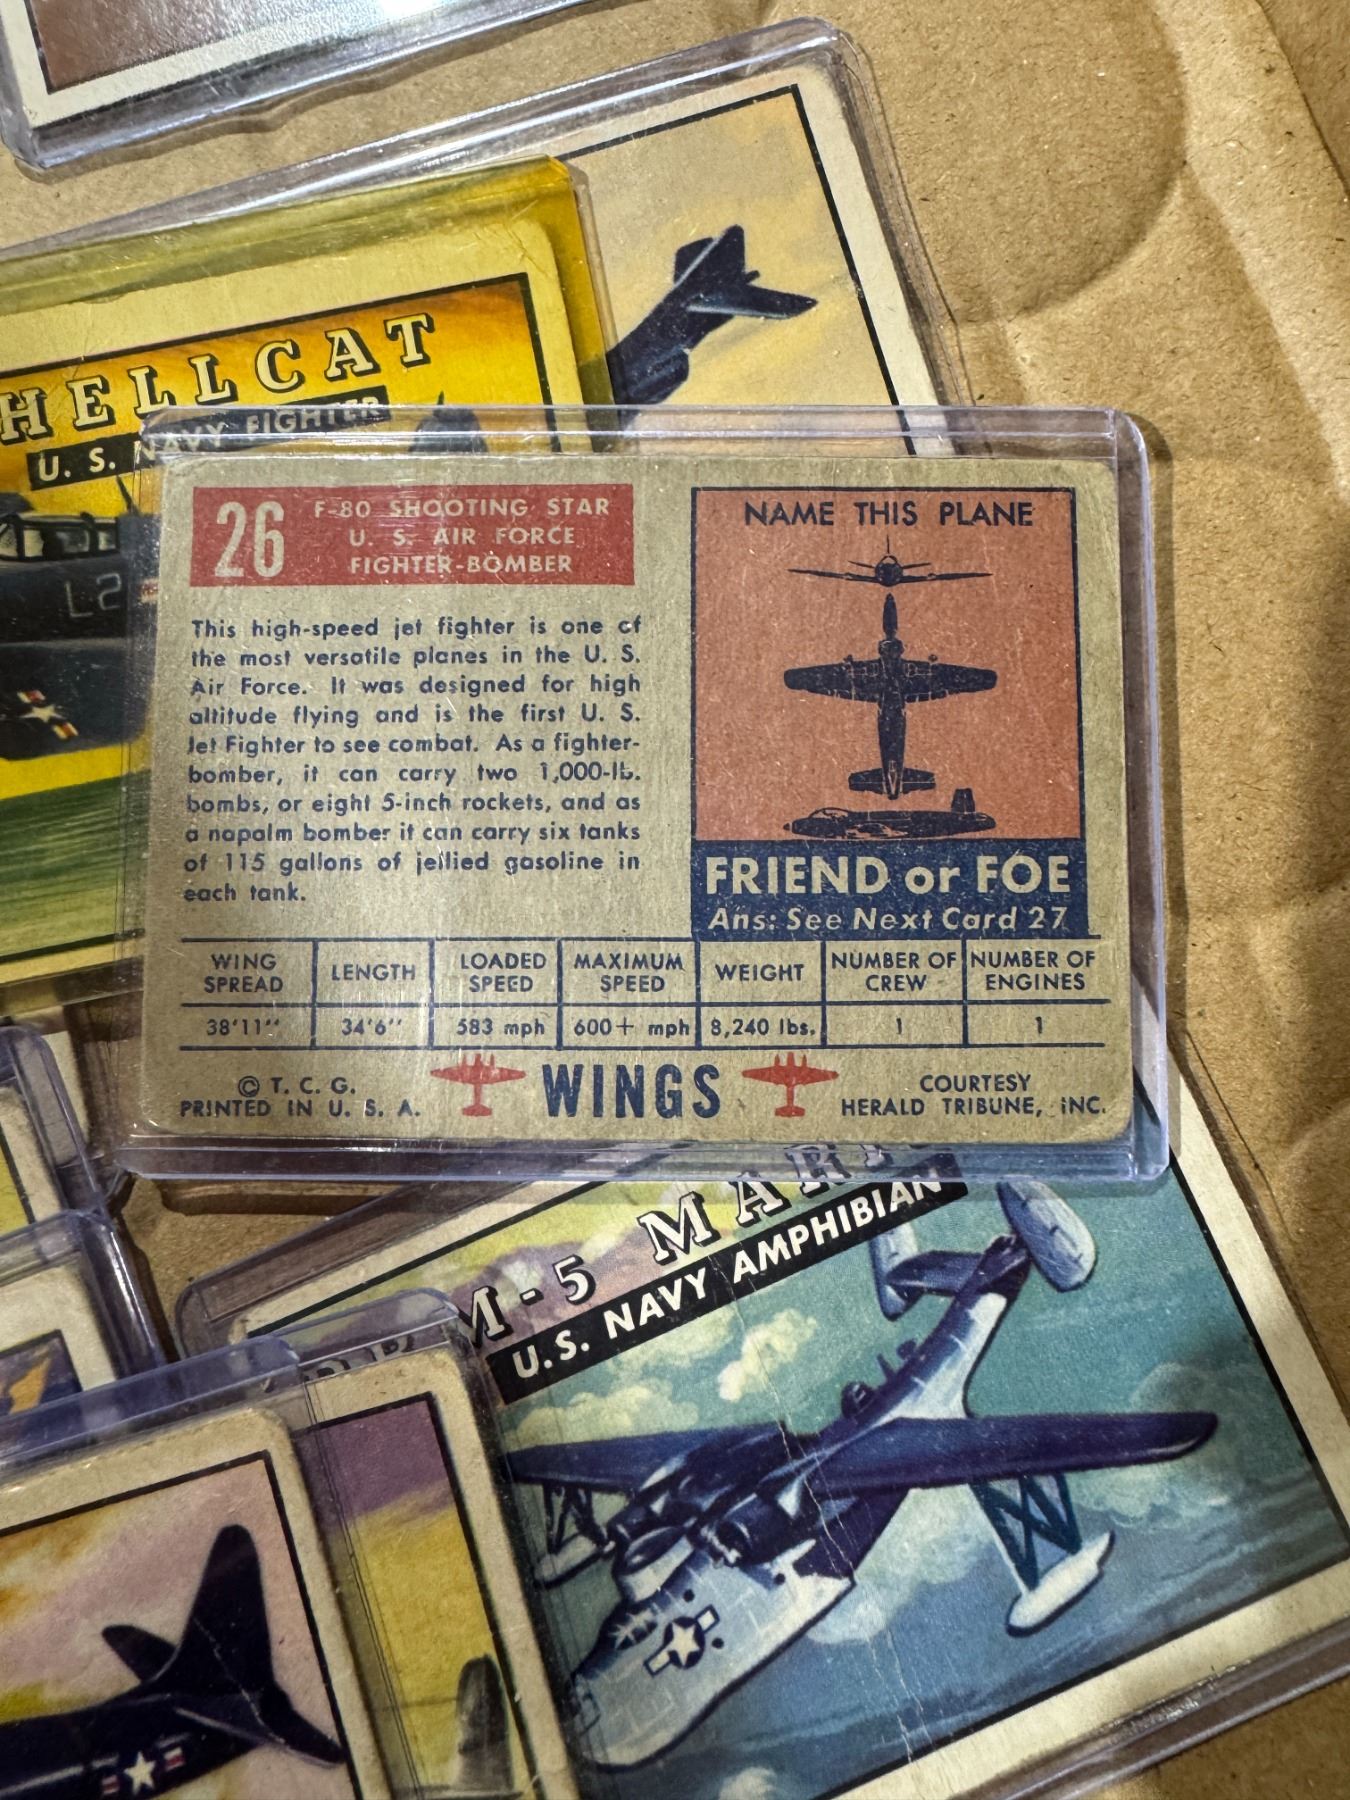 HELLCAT
U. S. NAVY FIGHTER
L2
26
F-80 SHOOTING STAR
U. S. AIR FORCE
FIGHTER-BOMBER
This high-speed jet fighter is one of
the most versatile planes in the U. S.
Air Force. It was designed for high
altitude flying and is the first U. S.
Jet Fighter to see combat. As a fighter-
bomber, it can carry two 1,000-lb.
bombs, or eight 5-inch rockets, and as
a napalm bomber it can carry six tanks
of 115 gallons of jellied gasoline in
each tank.
NAME THIS PLANE
FRIEND or FOE
Ans: See Next Card 27
WING SPREAD
LENGTH
LOADED SPEED
MAXIMUM SPEED
WEIGHT
NUMBER OF CREW
NUMBER OF ENGINES
38'11''
34'6''
583 mph
600+ mph
8,240 lbs.
1
1
© T. C. G.
PRINTED IN U. S. A.
WINGS
COURTESY
HERALD TRIBUNE, INC.
M-5 MAR
U.S. NAVY AMPHIBIAN